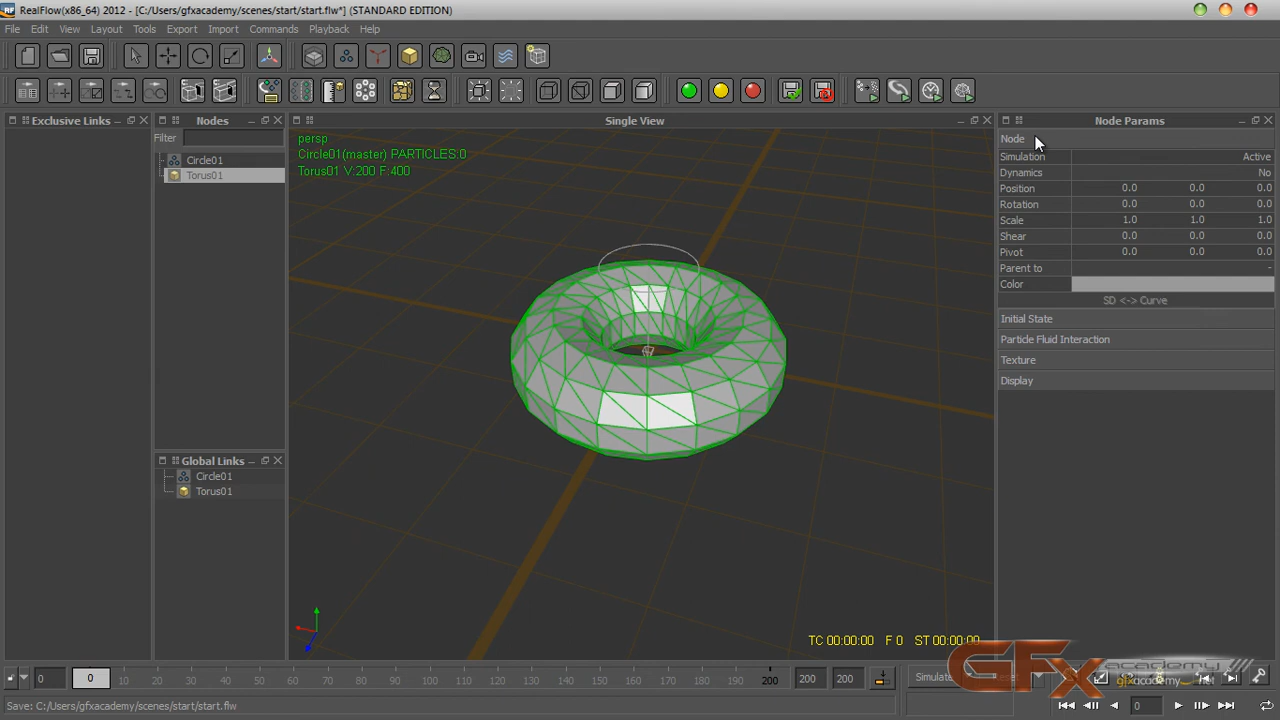 RealFlow(x86_64) 2012 - [C:/Users/gfxacademy/scenes/start/start.flw*] (STANDARD EDITION)
File Edit View Layout Tools Export Import Commands Playback Help
Exclusive Links
Nodes
Filter
Circle01
Torus01
Global Links
Circle01
Torus01
Single View
persp
Circle01(master) PARTICLES:0
Torus01 V:200 F:400
TC 00:00:00 F 0 ST 00:00:00
Node Params
Node
Simulation Active
Dynamics No
Position 0.0 0.0 0.0
Rotation 0.0 0.0 0.0
Scale 1.0 1.0 1.0
Shear 0.0 0.0 0.0
Pivot 0.0 0.0 0.0
Parent to -
Color
SD <-> Curve
Initial State
Particle Fluid Interaction
Texture
Display
0 0 10 20 30 40 50 60 70 80 90 100 110 120 130 140 150 160 170 180 190 200 200 200
Simulate
GFX academy
gfxacademy.net
Save: C:/Users/gfxacademy/scenes/start/start.flw
0